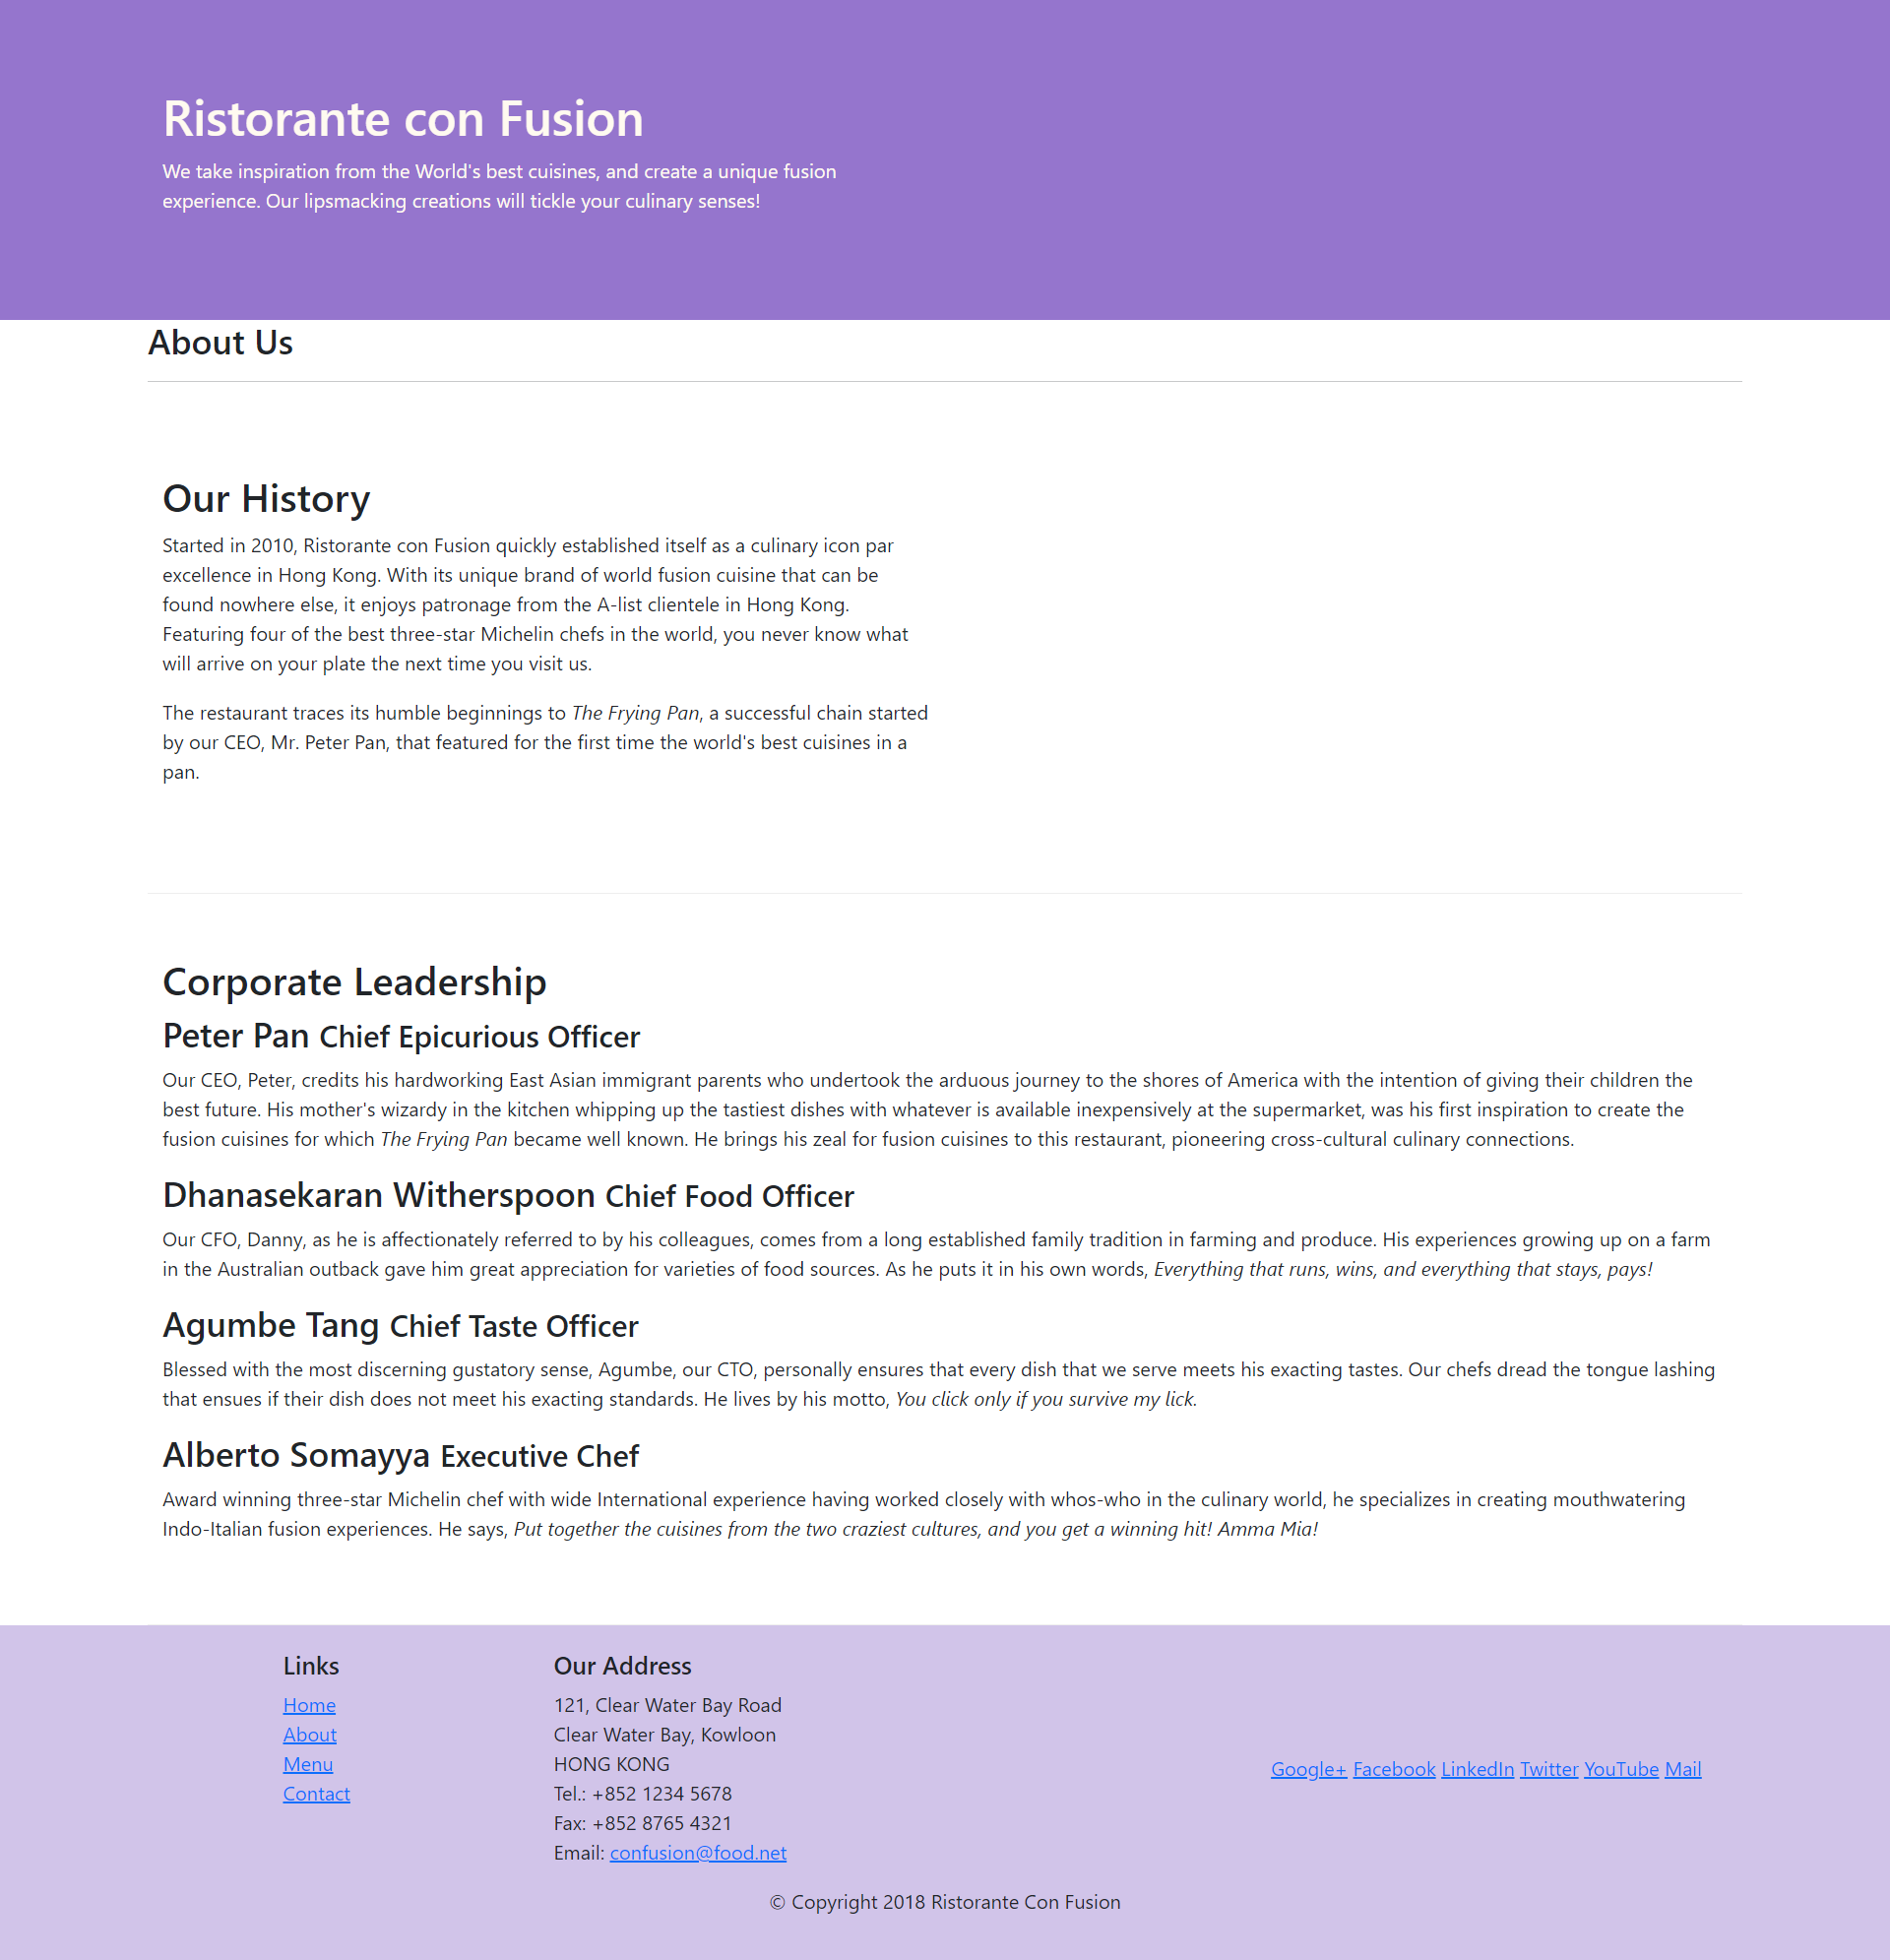 Ristorante con Fusion
We take inspiration from the World's best cuisines, and create a unique fusion
experience. Our lipsmacking creations will tickle your culinary senses!
About Us
Our History
Started in 2010, Ristorante con Fusion quickly established itself as a culinary icon par
excellence in Hong Kong. With its unique brand of world fusion cuisine that can be
found nowhere else, it enjoys patronage from the A-list clientele in Hong Kong.
Featuring four of the best three-star Michelin chefs in the world, you never know what
will arrive on your plate the next time you visit us.
The restaurant traces its humble beginnings to The Frying Pan, a successful chain started
by our CEO, Mr. Peter Pan, that featured for the first time the world's best cuisines in a
pan.
Corporate Leadership
Peter Pan Chief Epicurious Officer
Our CEO, Peter, credits his hardworking East Asian immigrant parents who undertook the arduous journey to the shores of America with the intention of giving their children the
best future. His mother's wizardy in the kitchen whipping up the tastiest dishes with whatever is available inexpensively at the supermarket, was his first inspiration to create the
fusion cuisines for which The Frying Pan became well known. He brings his zeal for fusion cuisines to this restaurant, pioneering cross-cultural culinary connections.
Dhanasekaran Witherspoon Chief Food Officer
Our CFO, Danny, as he is affectionately referred to by his colleagues, comes from a long established family tradition in farming and produce. His experiences growing up on a farm
in the Australian outback gave him great appreciation for varieties of food sources. As he puts it in his own words, Everything that runs, wins, and everything that stays, pays!
Agumbe Tang Chief Taste Officer
Blessed with the most discerning gustatory sense, Agumbe, our CTO, personally ensures that every dish that we serve meets his exacting tastes. Our chefs dread the tongue lashing
that ensues if their dish does not meet his exacting standards. He lives by his motto, You click only if you survive my lick.
Alberto Somayya Executive Chef
Award winning three-star Michelin chef with wide International experience having worked closely with whos-who in the culinary world, he specializes in creating mouthwatering
Indo-Italian fusion experiences. He says, Put together the cuisines from the two craziest cultures, and you get a winning hit! Amma Mia!
Links
Home
About
Menu
Contact
Our Address
121, Clear Water Bay Road
Clear Water Bay, Kowloon
HONG KONG
Tel.: +852 1234 5678
Fax: +852 8765 4321
Email: confusion@food.net
Google+ Facebook LinkedIn Twitter YouTube Mail
© Copyright 2018 Ristorante Con Fusion